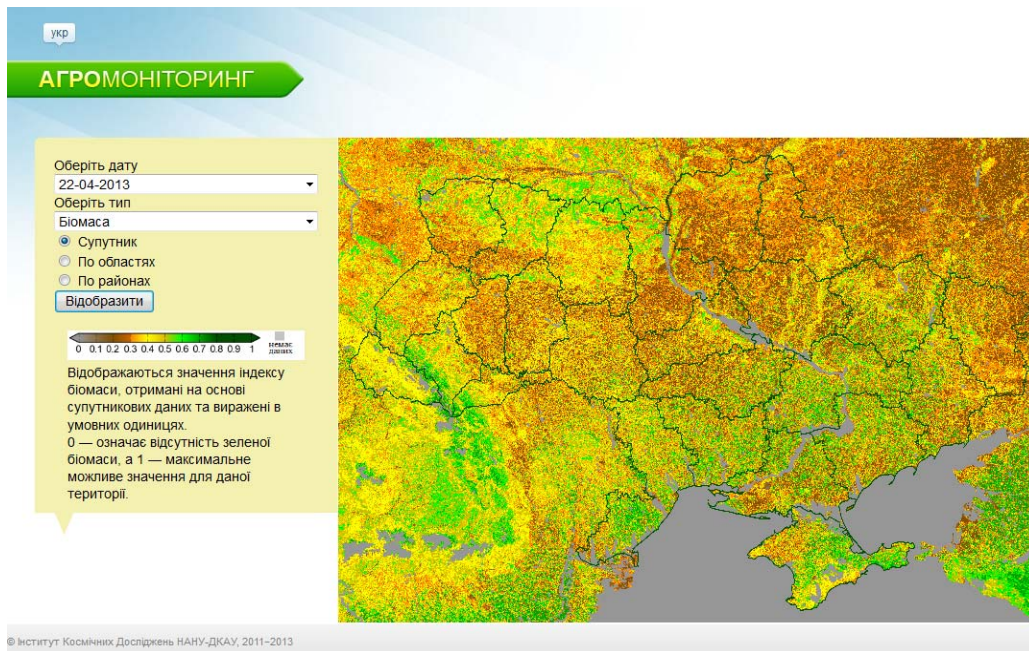 укр
АГРОМОНІТОРИНГ
Оберіть дату
22-04-2013
Оберіть тип
Біомаса
Супутник
По областях
По районах
Відобразити
0 0.1 0.2 0.3 0.4 0.5 0.6 0.7 0.8 0.9 1
немає
даних
Відображаються значення індексу
біомаси, отримані на основі
супутникових даних та виражені в
умовних одиницях.
0 — означає відсутність зеленої
біомаси, а 1 — максимальне
можливе значення для даної
території.
© Інститут Космічних Досліджень НАНУ-ДКАУ, 2011–2013